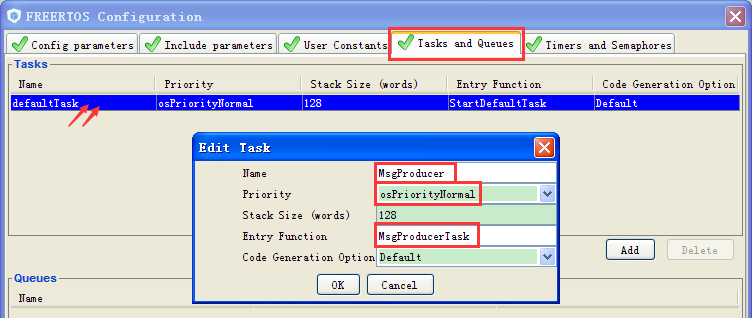 FREERTOS Configuration
Config parameters Include parameters User Constants Tasks and Queues Timers and Semaphores
Tasks
Name Priority Stack Size (words) Entry Function Code Generation Option
defaultTask osPriorityNormal 128 StartDefaultTask Default
Edit Task
Name MsgProducer
Priority osPriorityNormal
Stack Size (words) 128
Entry Function MsgProducerTask
Code Generation Option Default
OK Cancel
Add Delete
Queues
Name